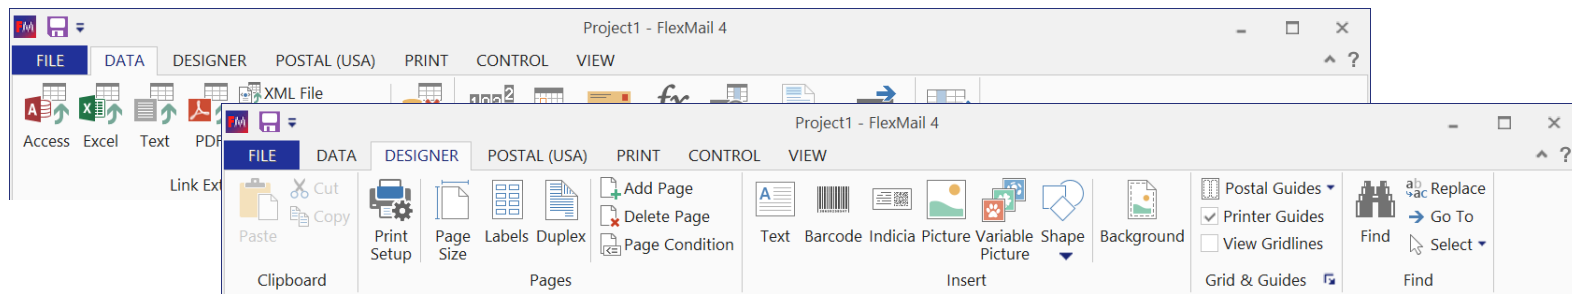 Project1 - FlexMail 4
FILE DATA DESIGNER POSTAL (USA) PRINT CONTROL VIEW
XML File
Access Excel Text PDF
Link Ext
Project1 - FlexMail 4
FILE DATA DESIGNER POSTAL (USA) PRINT CONTROL VIEW
Cut Add Page Postal Guides Replace
Copy Delete Page Printer Guides Go To
Paste Print Setup Page Size Labels Duplex Page Condition Text Barcode Indicia Picture Variable Picture Shape Background View Gridlines Find Select
Clipboard Pages Insert Grid & Guides Find